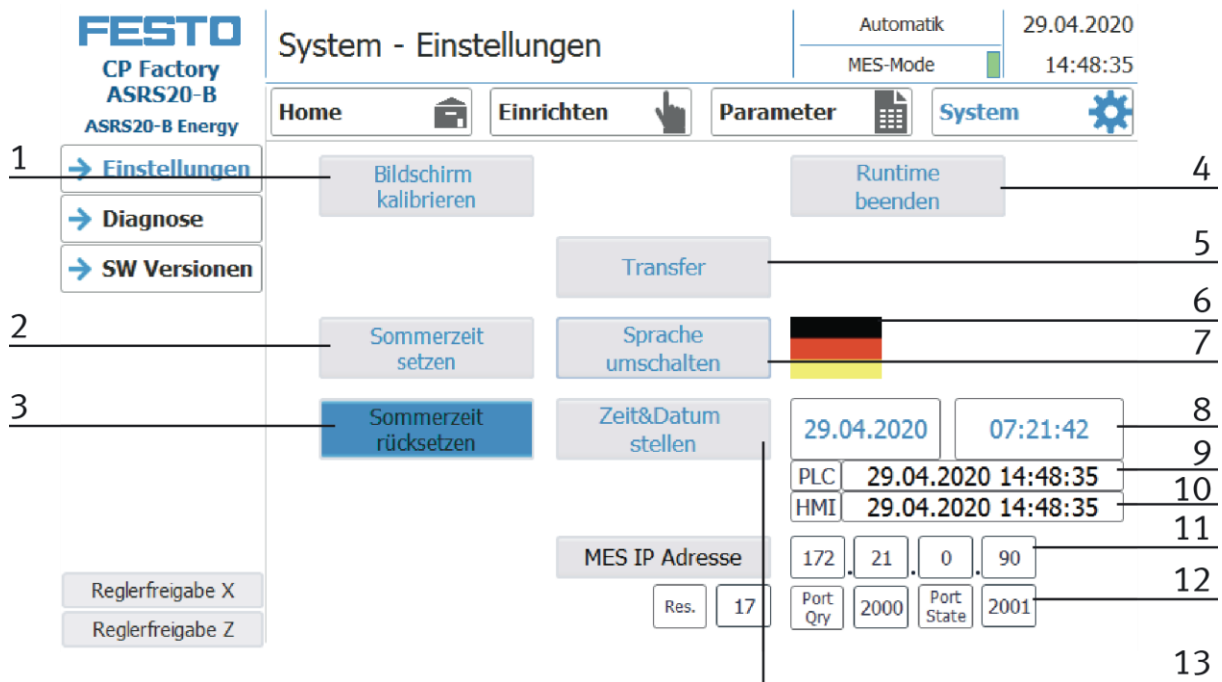 FESTO
CP Factory
ASRS20-B
ASRS20-B Energy
System - Einstellungen
Automatik
MES-Mode
29.04.2020
14:48:35
Home
Einrichten
Parameter
System
1
Einstellungen
Diagnose
SW Versionen
Bildschirm
kalibrieren
Runtime
beenden
4
Transfer
5
2
Sommerzeit
setzen
Sprache
umschalten
6
7
3
Sommerzeit
rücksetzen
Zeit&Datum
stellen
29.04.2020
07:21:42
8
PLC 29.04.2020 14:48:35
9
HMI 29.04.2020 14:48:35
10
MES IP Adresse
172 . 21 . 0 . 90
11
Res. 17
Port
Qry
2000
Port
State
2001
12
Reglerfreigabe X
Reglerfreigabe Z
13